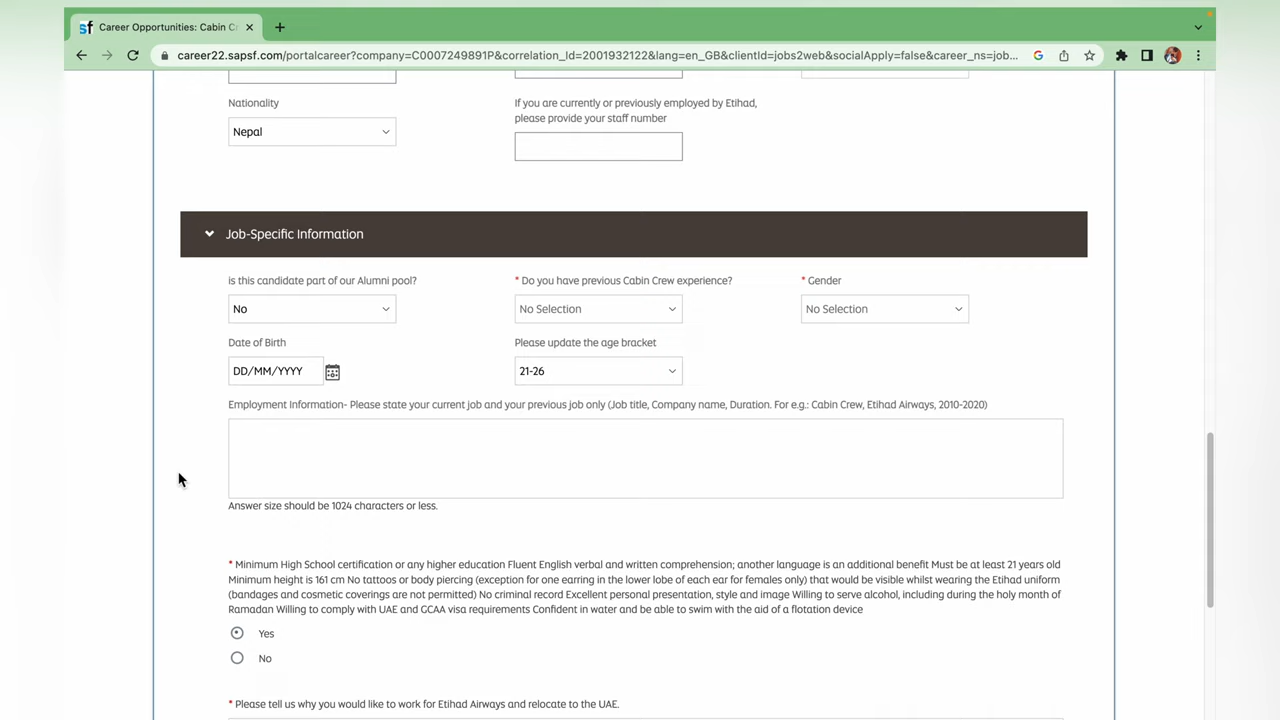 sf Career Opportunities: Cabin C
career22.sapsf.com/portalcareer?company=C0007249891P&correlation_Id=2001932122&lang=en_GB&clientId=jobs2web&socialApply=false&career_ns=job...
Nationality
If you are currently or previously employed by Etihad,
please provide your staff number
Nepal
Job-Specific Information
is this candidate part of our Alumni pool?
* Do you have previous Cabin Crew experience?
* Gender
No
No Selection
No Selection
Date of Birth
Please update the age bracket
DD/MM/YYYY
21-26
Employment Information- Please state your current job and your previous job only (Job title, Company name, Duration. For e.g.: Cabin Crew, Etihad Airways, 2010-2020)
Answer size should be 1024 characters or less.
* Minimum High School certification or any higher education Fluent English verbal and written comprehension; another language is an additional benefit Must be at least 21 years old
Minimum height is 161 cm No tattoos or body piercing (exception for one earring in the lower lobe of each ear for females only) that would be visible whilst wearing the Etihad uniform
(bandages and cosmetic coverings are not permitted) No criminal record Excellent personal presentation, style and image Willing to serve alcohol, including during the holy month of
Ramadan Willing to comply with UAE and GCAA visa requirements Confident in water and be able to swim with the aid of a flotation device
Yes
No
* Please tell us why you would like to work for Etihad Airways and relocate to the UAE.